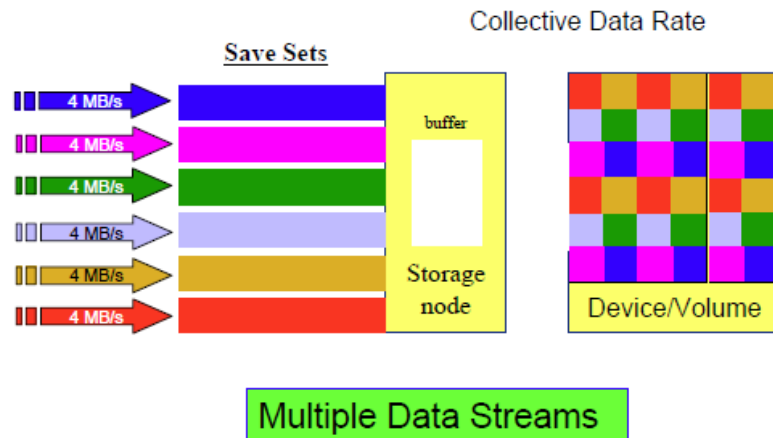 Collective Data Rate
Save Sets
4 MB/s
4 MB/s
4 MB/s
4 MB/s
4 MB/s
4 MB/s
buffer
Storage
node
Device/Volume
Multiple Data Streams